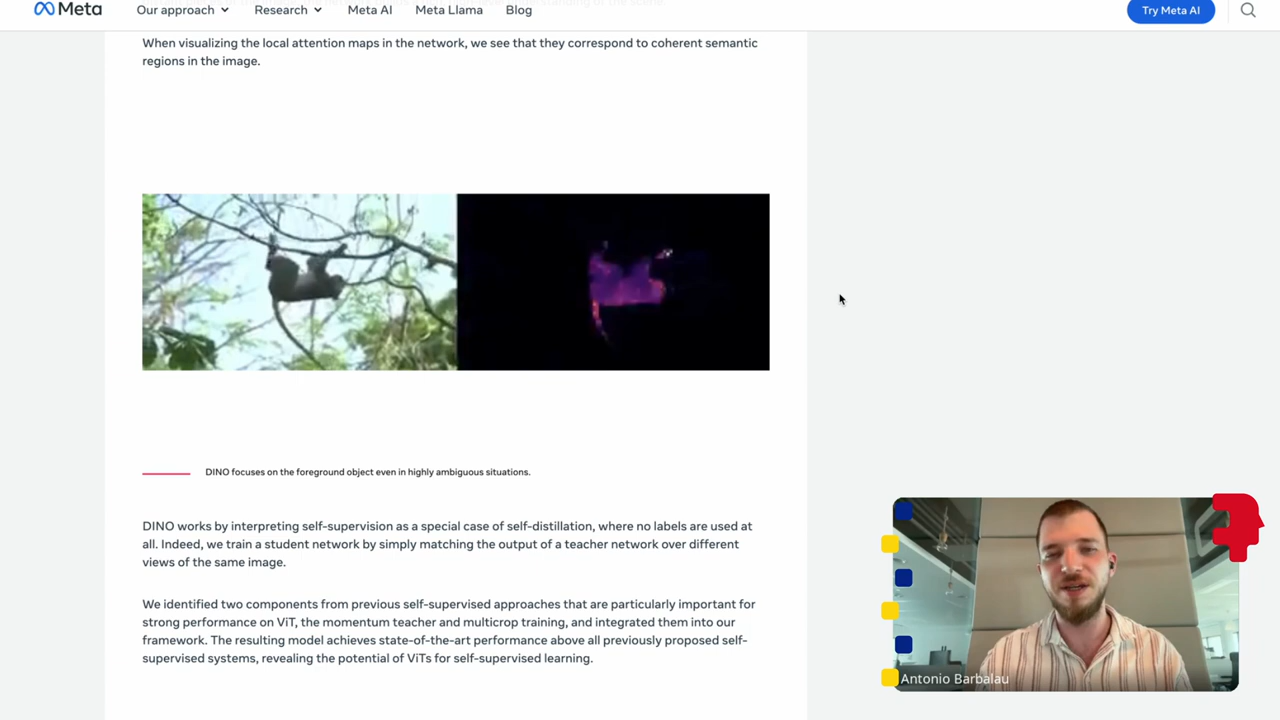 Meta
Our approach
Research
Meta AI
Meta Llama
Blog
Try Meta AI
When visualizing the local attention maps in the network, we see that they correspond to coherent semantic
regions in the image.
DINO focuses on the foreground object even in highly ambiguous situations.
DINO works by interpreting self-supervision as a special case of self-distillation, where no labels are used at
all. Indeed, we train a student network by simply matching the output of a teacher network over different
views of the same image.
We identified two components from previous self-supervised approaches that are particularly important for
strong performance on ViT, the momentum teacher and multicrop training, and integrated them into our
framework. The resulting model achieves state-of-the-art performance above all previously proposed self-
supervised systems, revealing the potential of ViTs for self-supervised learning.
Antonio Barbalau